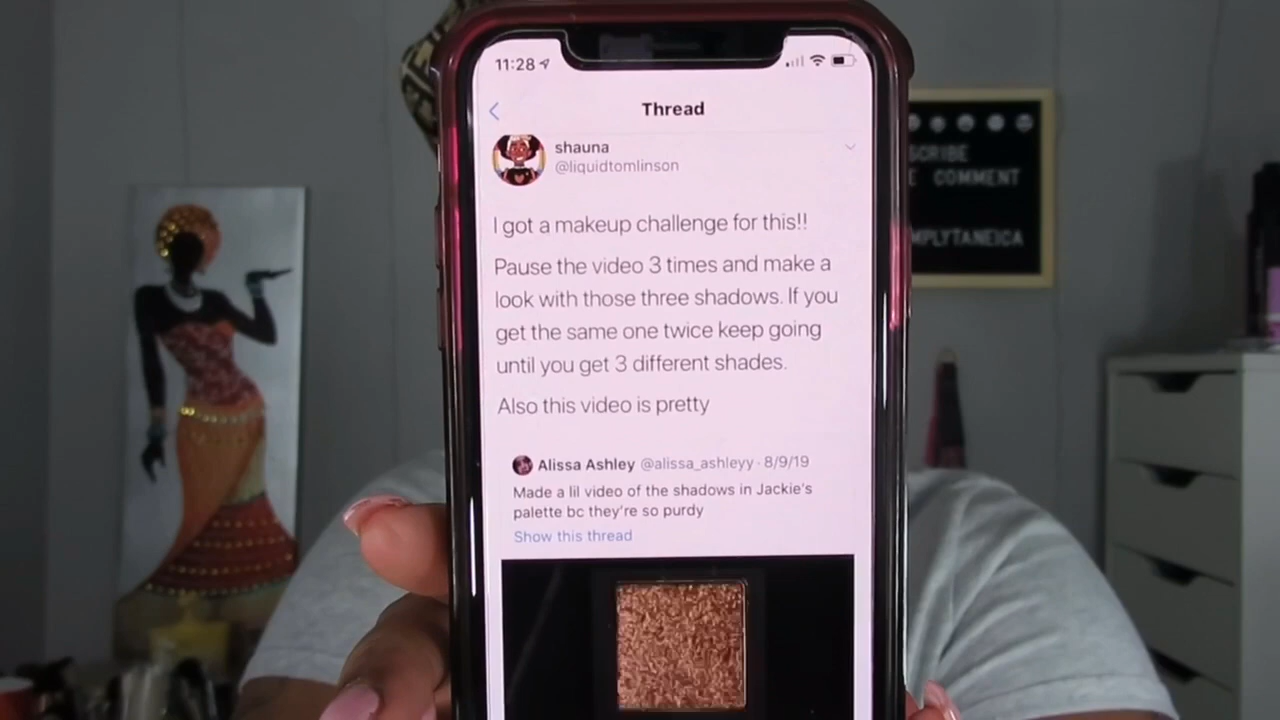 11:28
Thread
shauna
@liquidtomlinson
I got a makeup challenge for this!!
Pause the video 3 times and make a
look with those three shadows. If you
get the same one twice keep going
until you get 3 different shades.
Also this video is pretty
Alissa Ashley @alissa_ashleyy · 8/9/19
Made a lil video of the shadows in Jackie's
palette bc they're so purdy
Show this thread
SCRIBE
E COMMENT
MPLYTANEICA